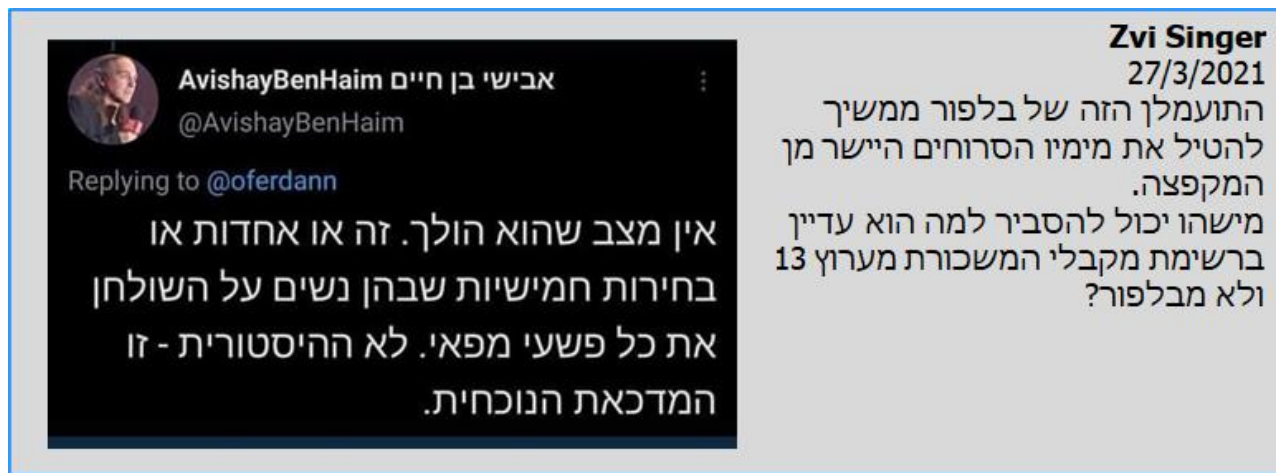 Zvi Singer
27/3/2021
התועמלן הזה של בלפור ממשיך
להטיל את מימיו הסרוחים היישר מן
המקפצה.
מישהו יכול להסביר למה הוא עדיין
ברשימת מקבלי המשכורת מערוץ 13
ולא מבלפור?
AvishayBenHaim אבישי בן חיים
@AvishayBenHaim
Replying to @oferdann
אין מצב שהוא הולך. זה או אחדות או
בחירות חמישיות שבהן נשים על השולחן
את כל פשעי מפאי. לא ההיסטורית - זו
המדכאת הנוכחית.